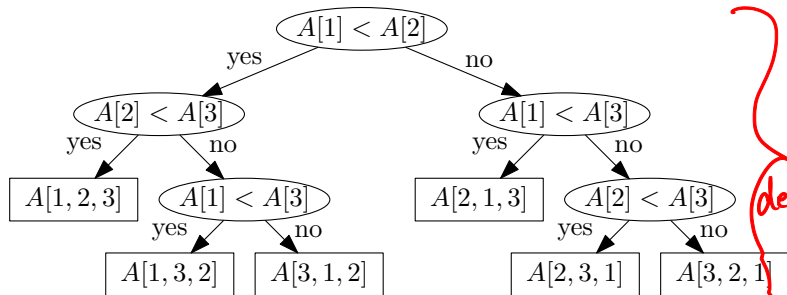 A[1] < A[2]
yes no
A[2] < A[3] A[1] < A[3]
yes no yes no
A[1, 2, 3] A[1] < A[3] A[2, 1, 3] A[2] < A[3]
yes no yes no
A[1, 3, 2] A[3, 1, 2] A[2, 3, 1] A[3, 2, 1]